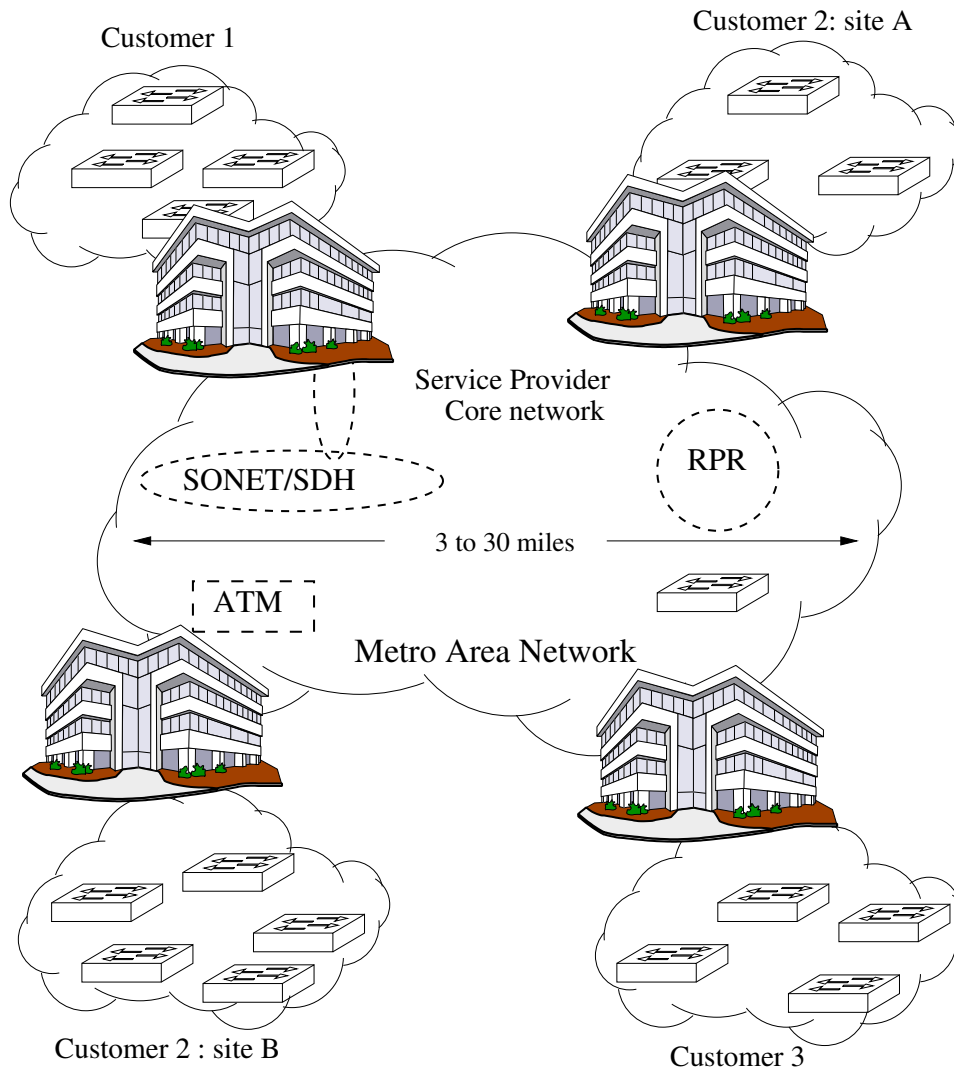 Customer 1
Customer 2: site A
Service Provider
Core network
SONET/SDH
RPR
3 to 30 miles
ATM
Metro Area Network
Customer 2 : site B
Customer 3